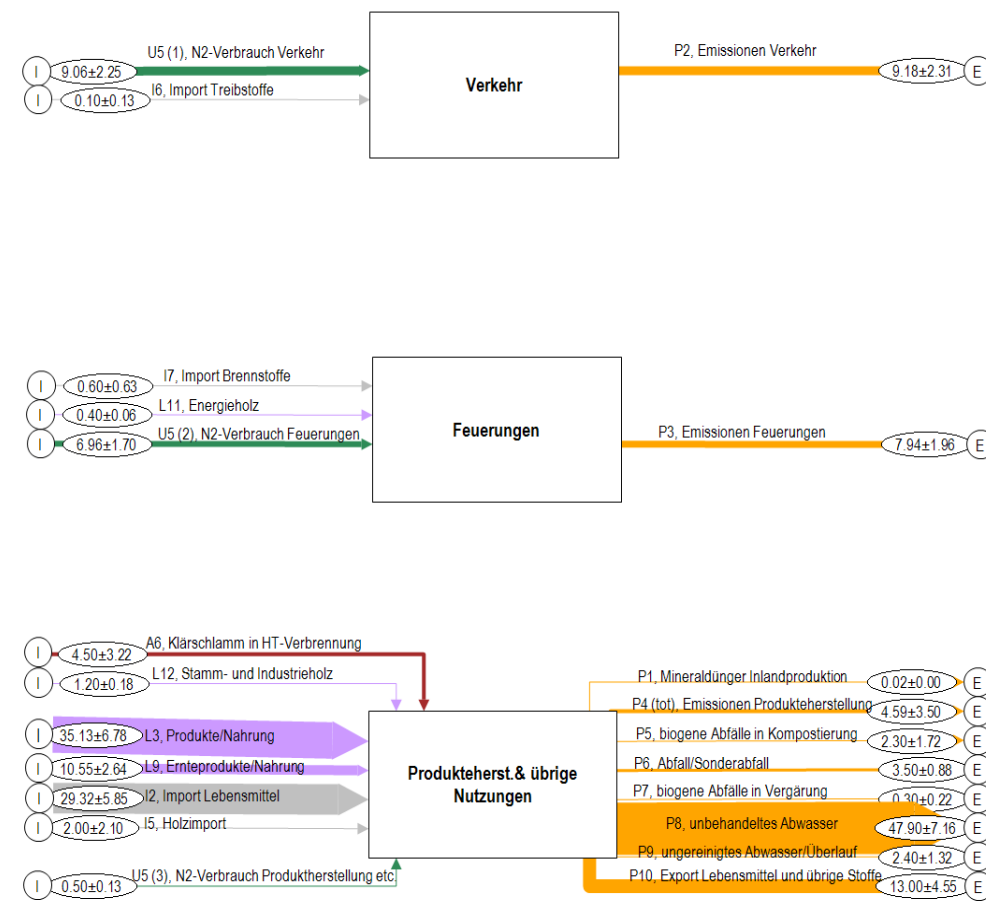 U5 (1), N2-Verbrauch Verkehr
P2, Emissionen Verkehr
I 9.06±2.25
Verkehr
9.18±2.31 E
I6, Import Treibstoffe
I 0.10±0.13
I7, Import Brennstoffe
I 0.60±0.63
L11, Energieholz
I 0.40±0.06
U5 (2), N2-Verbrauch Feuerungen
I 6.96±1.70
Feuerungen
P3, Emissionen Feuerungen
7.94±1.96 E
A6, Klärschlamm in HT-Verbrennung
I 4.50±3.22
L12, Stamm- und Industrieholz
I 1.20±0.18
I 35.13±6.78 L3, Produkte/Nahrung
I 10.55±2.64 L9, Ernteprodukte/Nahrung
I 29.32±5.85 I2, Import Lebensmittel
I 2.00±2.10 I5, Holzimport
U5 (3), N2-Verbrauch Produktherstellung etc
I 0.50±0.13
Produkteherst.& übrige
Nutzungen
P1, Mineraldünger Inlandproduktion
0.02±0.00 E
P4 (tot), Emissionen Produkteherstellung
4.59±3.50 E
P5, biogene Abfälle in Kompostierung
2.30±1.72 E
P6, Abfall/Sonderabfall
3.50±0.88 E
P7, biogene Abfälle in Vergärung
0.30±0.22 E
P8, unbehandeltes Abwasser
47.90±7.16 E
P9, ungereinigtes Abwasser/Überlauf
2.40±1.32 E
P10, Export Lebensmittel und übrige Stoffe
13.00±4.55 E